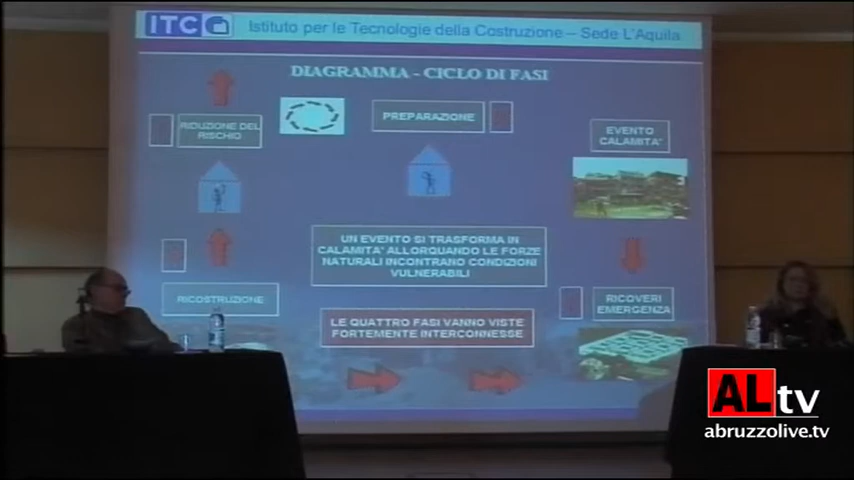 ITC Istituto per le Tecnologie della Costruzione – Sede L'Aquila
DIAGRAMMA - CICLO DI FASI
RIDUZIONE DEL
RISCHIO
PREPARAZIONE
EVENTO
CALAMITA'
UN EVENTO SI TRASFORMA IN
CALAMITA' ALLORQUANDO LE FORZE
NATURALI INCONTRANO CONDIZIONI
VULNERABILI
RICOSTRUZIONE
RICOVERI
EMERGENZA
LE QUATTRO FASI VANNO VISTE
FORTEMENTE INTERCONNESSE
ALtv
abruzzolive.tv